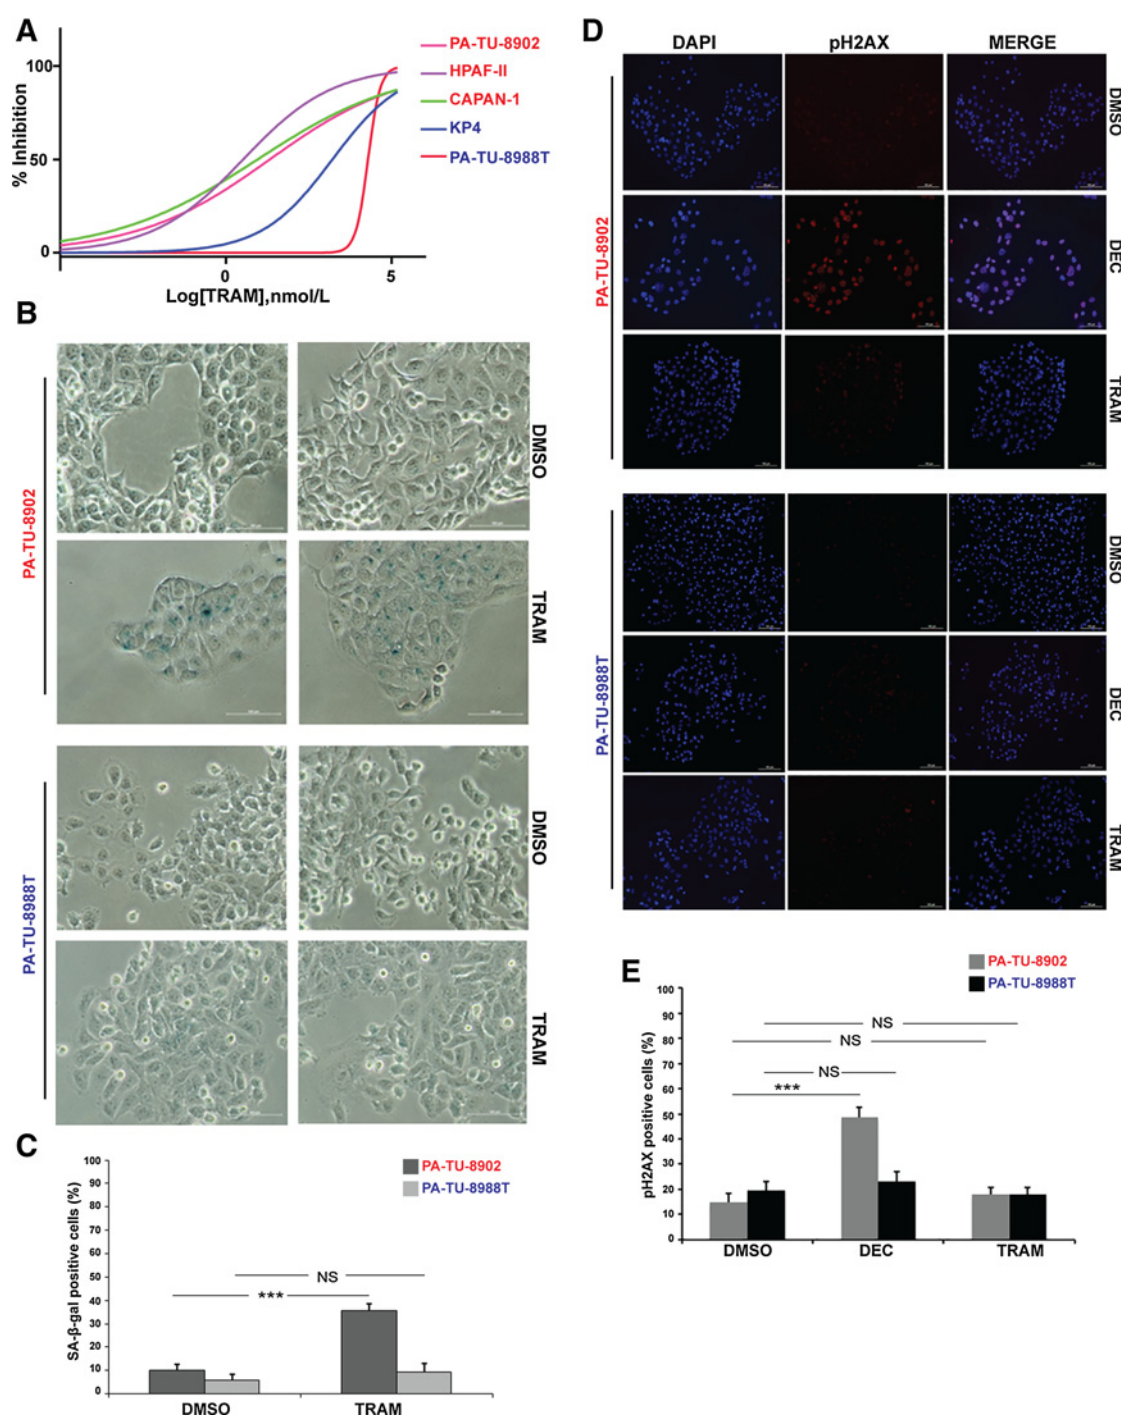 A
% Inhibition
100
50
0
0
5
Log[TRAM],nmol/L
PA-TU-8902
HPAF-II
CAPAN-1
KP4
PA-TU-8988T
B
PA-TU-8902
DMSO
TRAM
PA-TU-8988T
DMSO
TRAM
C
SA-β-gal positive cells (%)
100
90
80
70
60
50
40
30
20
10
0
PA-TU-8902
PA-TU-8988T
NS
***
DMSO
TRAM
D
DAPI
pH2AX
MERGE
PA-TU-8902
DMSO
DEC
TRAM
PA-TU-8988T
DMSO
DEC
TRAM
E
PA-TU-8902
PA-TU-8988T
pH2AX positive cells (%)
100
90
80
70
60
50
40
30
20
10
0
NS
NS
NS
***
DMSO
DEC
TRAM